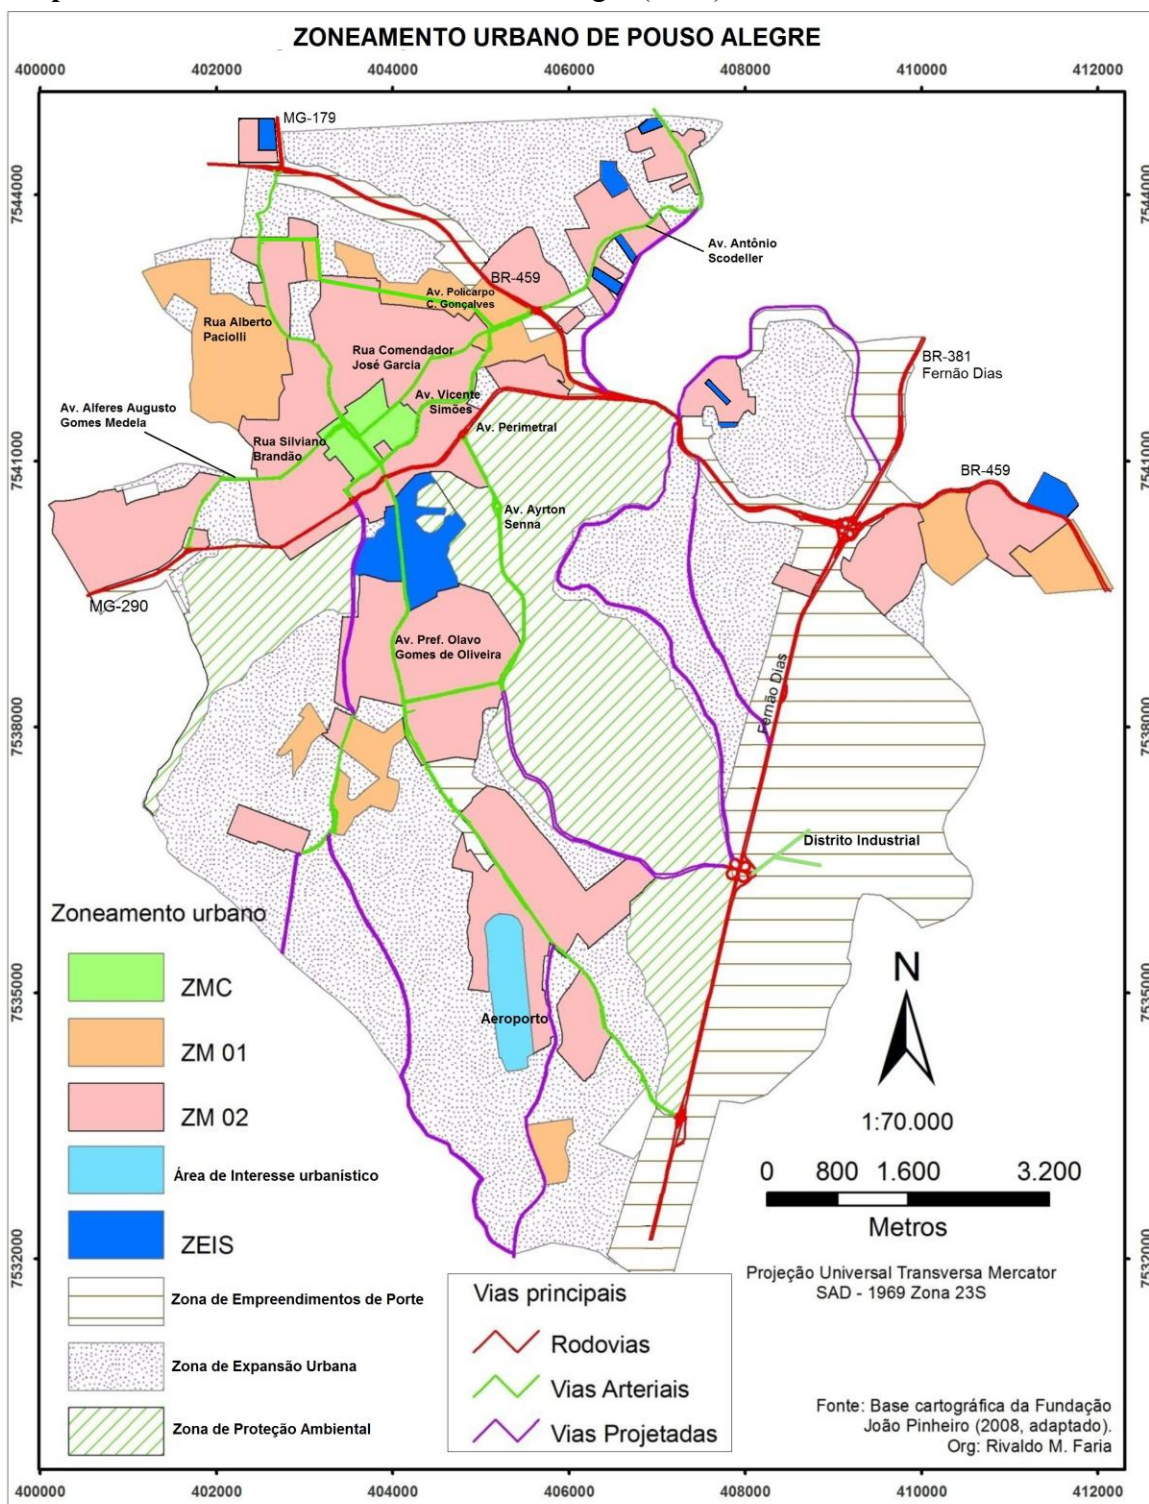 ZONEAMENTO URBANO DE POUSO ALEGRE
400000 402000 404000 406000 408000 410000 412000
MG-179
7544000
7544000
Av. Antônio
Scodeller
BR-459
Av. Policarpo
C. Gonçalves
Rua Alberto
Paciolli
Rua Comendador
José Garcia
BR-381
Fernão Dias
Av. Vicente
Simões
Av. Alferes Augusto
Gomes Medela
Av. Perimetral
Rua Silviano
Brandão
7541000
7541000
BR-459
Av. Ayrton
Senna
MG-290
Av. Pref. Olavo
Gomes de Oliveira
Fernão Dias
7538000
7538000
Distrito Industrial
Aeroporto
7535000
7535000
Zoneamento urbano
ZMC
ZM 01
ZM 02
Área de Interesse urbanístico
ZEIS
Zona de Empreendimentos de Porte
Zona de Expansão Urbana
Zona de Proteção Ambiental
N
1:70.000
0 800 1.600 3.200
Metros
7532000
7532000
Projeção Universal Transversa Mercator
SAD - 1969 Zona 23S
Vias principais
Rodovias
Vias Arteriais
Vias Projetadas
Fonte: Base cartográfica da Fundação
João Pinheiro (2008, adaptado).
Org: Rivaldo M. Faria
400000 402000 404000 406000 408000 410000 412000